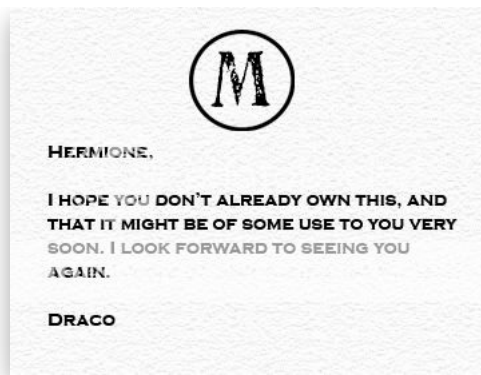 M
HERMIONE,
I HOPE YOU DON'T ALREADY OWN THIS, AND
THAT IT MIGHT BE OF SOME USE TO YOU VERY
SOON. I LOOK FORWARD TO SEEING YOU
AGAIN.
DRACO